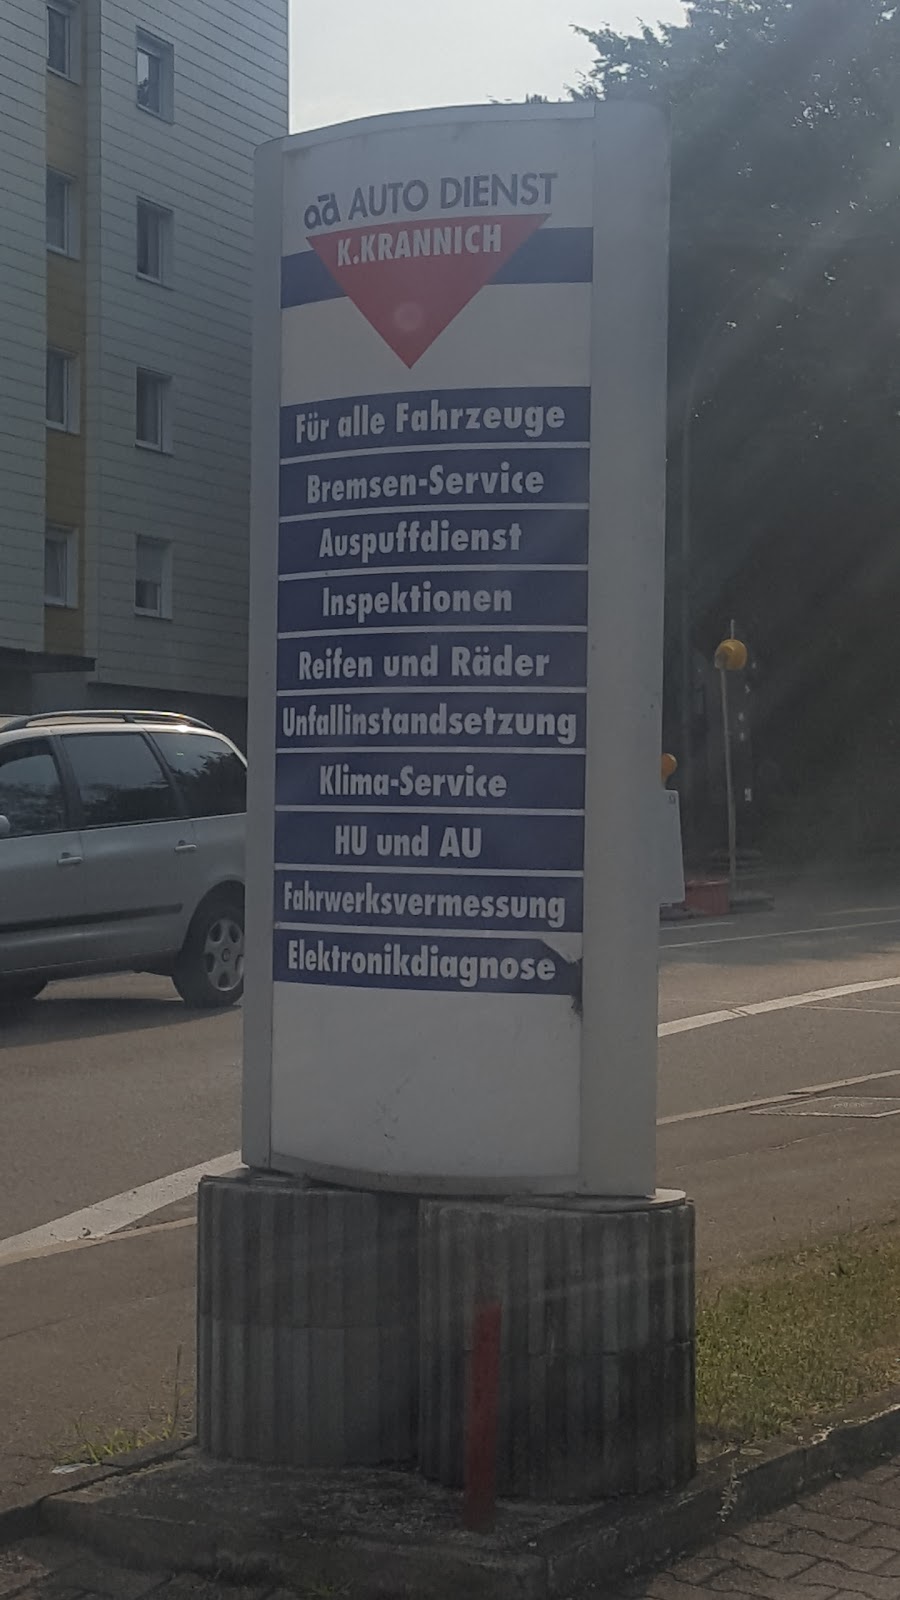 ad AUTO DIENST
K.KRANNICH
Für alle Fahrzeuge
Bremsen-Service
Auspuffdienst
Inspektionen
Reifen und Räder
Unfallinstandsetzung
Klima-Service
HU und AU
Fahrwerksvermessung
Elektronikdiagnose